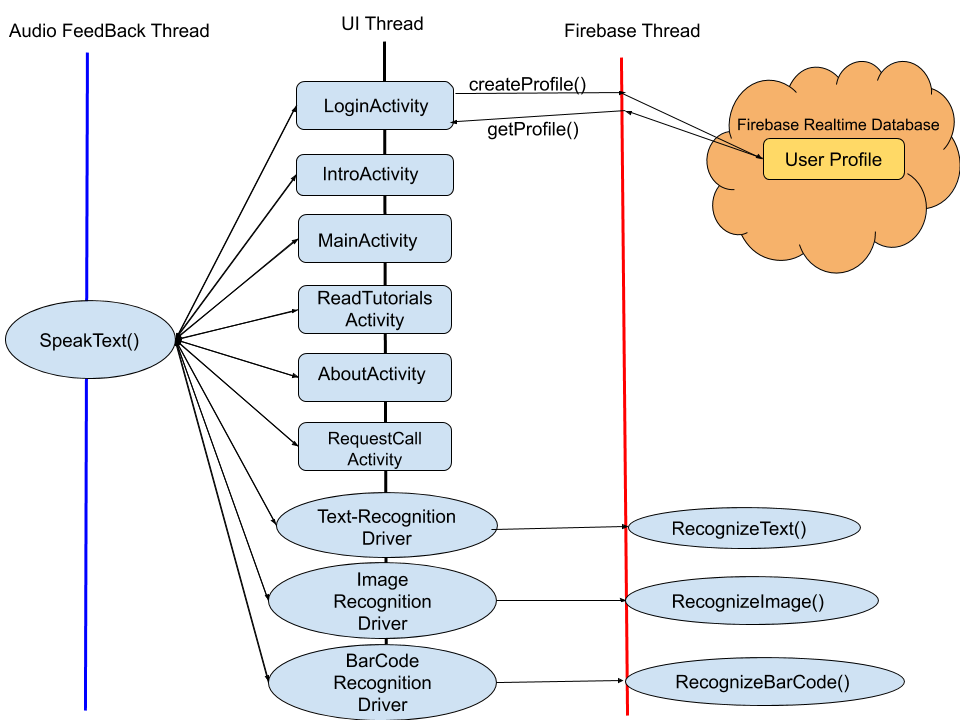 Audio FeedBack Thread
UI Thread
Firebase Thread
LoginActivity
createProfile()
getProfile()
Firebase Realtime Database
User Profile
IntroActivity
MainActivity
ReadTutorials
Activity
SpeakText()
AboutActivity
RequestCall
Activity
Text-Recognition
Driver
RecognizeText()
Image
Recognition
Driver
RecognizeImage()
BarCode
Recognition
Driver
RecognizeBarCode()